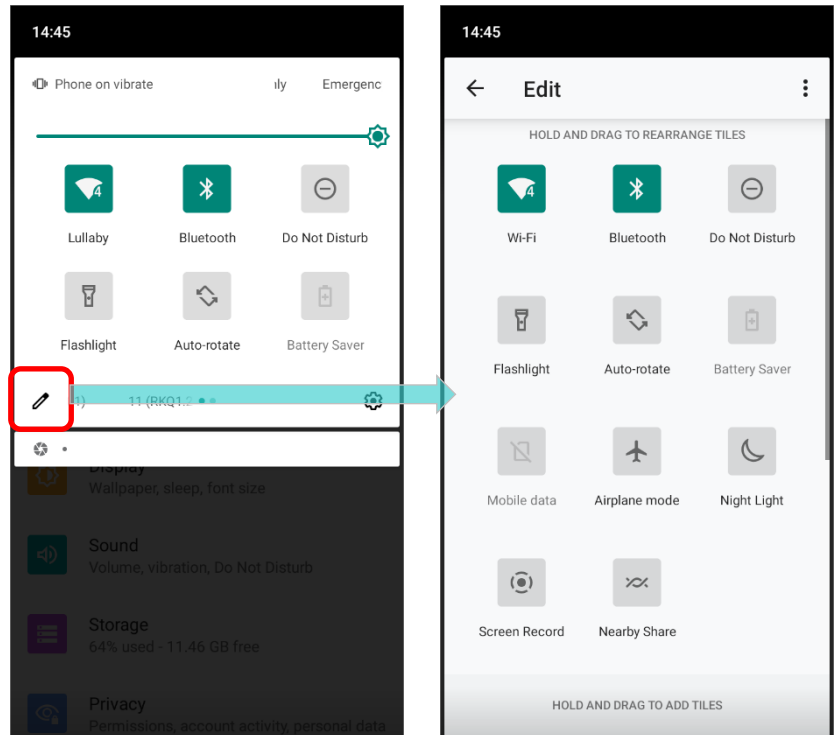 14:45
Phone on vibrate
Emergenc
4
Lullaby Bluetooth Do Not Disturb
Flashlight Auto-rotate Battery Saver
1) 11 (RKQ1.2
Display
Wallpaper, sleep, font size
Sound
Volume, vibration, Do Not Disturb
Storage
64% used - 11.46 GB free
Privacy
Permissions, account activity, personal data
14:45
Edit
HOLD AND DRAG TO REARRANGE TILES
4
Wi-Fi Bluetooth Do Not Disturb
Flashlight Auto-rotate Battery Saver
Mobile data Airplane mode Night Light
Screen Record Nearby Share
HOLD AND DRAG TO ADD TILES